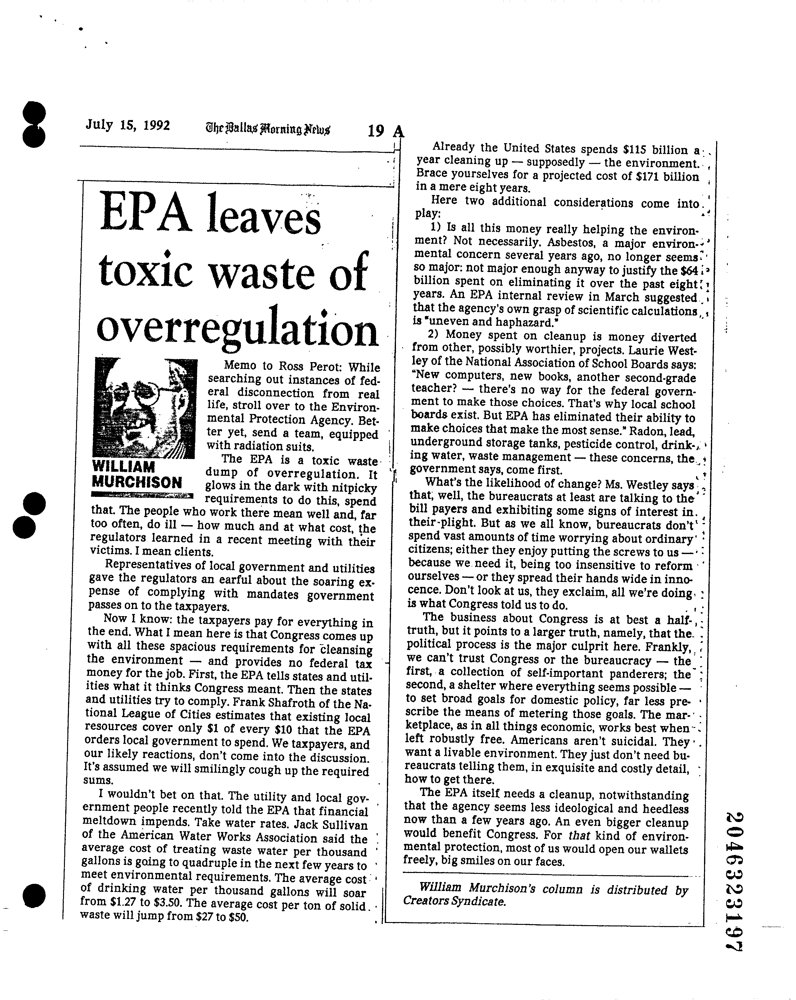 July 15, 1992 The Dallas Morning News 19 A
EPA leaves
toxic waste of
overregulation
WILLIAM
MURCHISON
Memo to Ross Perot: While
searching out instances of fed-
eral disconnection from real
life, stroll over to the Environ-
mental Protection Agency. Bet-
ter yet, send a team, equipped
with radiation suits.
The EPA is a toxic waste
dump of overregulation. It
glows in the dark with nitpicky
requirements to do this, spend
that. The people who work there mean well and, far
too often, do ill — how much and at what cost, the
regulators learned in a recent meeting with their
victims. I mean clients.
Representatives of local government and utilities
gave the regulators an earful about the soaring ex-
pense of complying with mandates government
passes on to the taxpayers.
Now I know: the taxpayers pay for everything in
the end. What I mean here is that Congress comes up
with all these spacious requirements for cleansing
the environment — and provides no federal tax
money for the job. First, the EPA tells states and util-
ities what it thinks Congress meant. Then the states
and utilities try to comply. Frank Shafroth of the Na-
tional League of Cities estimates that existing local
resources cover only $1 of every $10 that the EPA
orders local government to spend. We taxpayers, and
our likely reactions, don't come into the discussion.
It's assumed we will smilingly cough up the required
sums.
I wouldn't bet on that. The utility and local gov-
ernment people recently told the EPA that financial
meltdown impends. Take water rates. Jack Sullivan
of the American Water Works Association said the
average cost of treating waste water per thousand
gallons is going to quadruple in the next few years to
meet environmental requirements. The average cost
of drinking water per thousand gallons will soar
from $1.27 to $3.50. The average cost per ton of solid
waste will jump from $27 to $50.
Already the United States spends $115 billion a
year cleaning up — supposedly — the environment.
Brace yourselves for a projected cost of $171 billion
in a mere eight years.
Here two additional considerations come into
play:
1) Is all this money really helping the environ-
ment? Not necessarily. Asbestos, a major environ-
mental concern several years ago, no longer seems
so major: not major enough anyway to justify the $64
billion spent on eliminating it over the past eight
years. An EPA internal review in March suggested
that the agency's own grasp of scientific calculations
is "uneven and haphazard."
2) Money spent on cleanup is money diverted
from other, possibly worthier, projects. Laurie West-
ley of the National Association of School Boards says:
"New computers, new books, another second-grade
teacher? — there's no way for the federal govern-
ment to make those choices. That's why local school
boards exist. But EPA has eliminated their ability to
make choices that make the most sense." Radon, lead,
underground storage tanks, pesticide control, drink-
ing water, waste management — these concerns, the
government says, come first.
What's the likelihood of change? Ms. Westley says
that, well, the bureaucrats at least are talking to the
bill payers and exhibiting some signs of interest in
their plight. But as we all know, bureaucrats don't
spend vast amounts of time worrying about ordinary
citizens; either they enjoy putting the screws to us —
because we need it, being too insensitive to reform
ourselves — or they spread their hands wide in inno-
cence. Don't look at us, they exclaim, all we're doing
is what Congress told us to do.
The business about Congress is at best a half-
truth, but it points to a larger truth, namely, that the
political process is the major culprit here. Frankly,
we can't trust Congress or the bureaucracy — the
first, a collection of self-important panderers; the
second, a shelter where everything seems possible —
to set broad goals for domestic policy, far less pre-
scribe the means of metering those goals. The mar-
ketplace, as in all things economic, works best when
left robustly free. Americans aren't suicidal. They
want a livable environment. They just don't need bu-
reaucrats telling them, in exquisite and costly detail,
how to get there.
The EPA itself needs a cleanup, notwithstanding
that the agency seems less ideological and heedless
now than a few years ago. An even bigger cleanup
would benefit Congress. For that kind of environ-
mental protection, most of us would open our wallets
freely, big smiles on our faces.
William Murchison's column is distributed by
Creators Syndicate.
2046323197